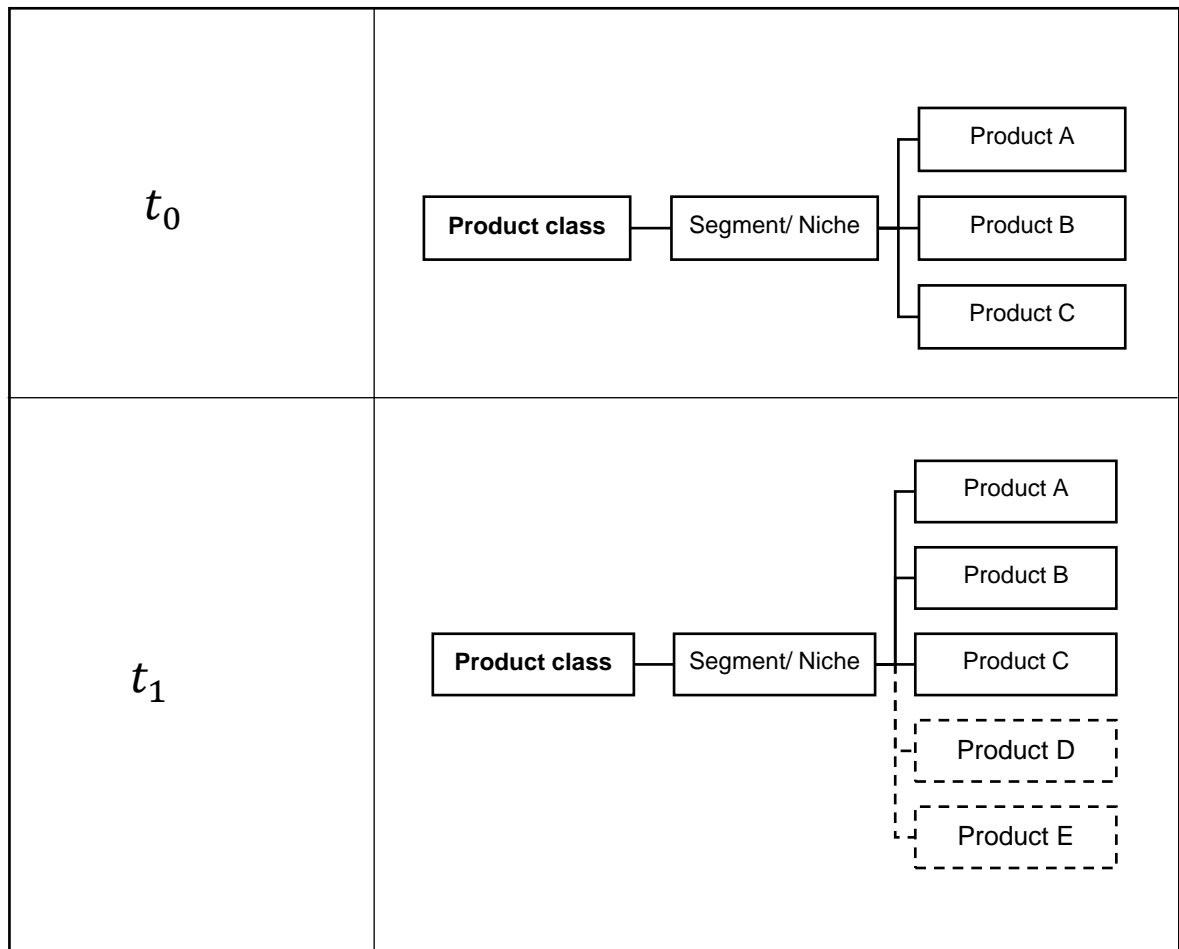 t₀
Product class
Segment/ Niche
Product A
Product B
Product C
t₁
Product class
Segment/ Niche
Product A
Product B
Product C
Product D
Product E